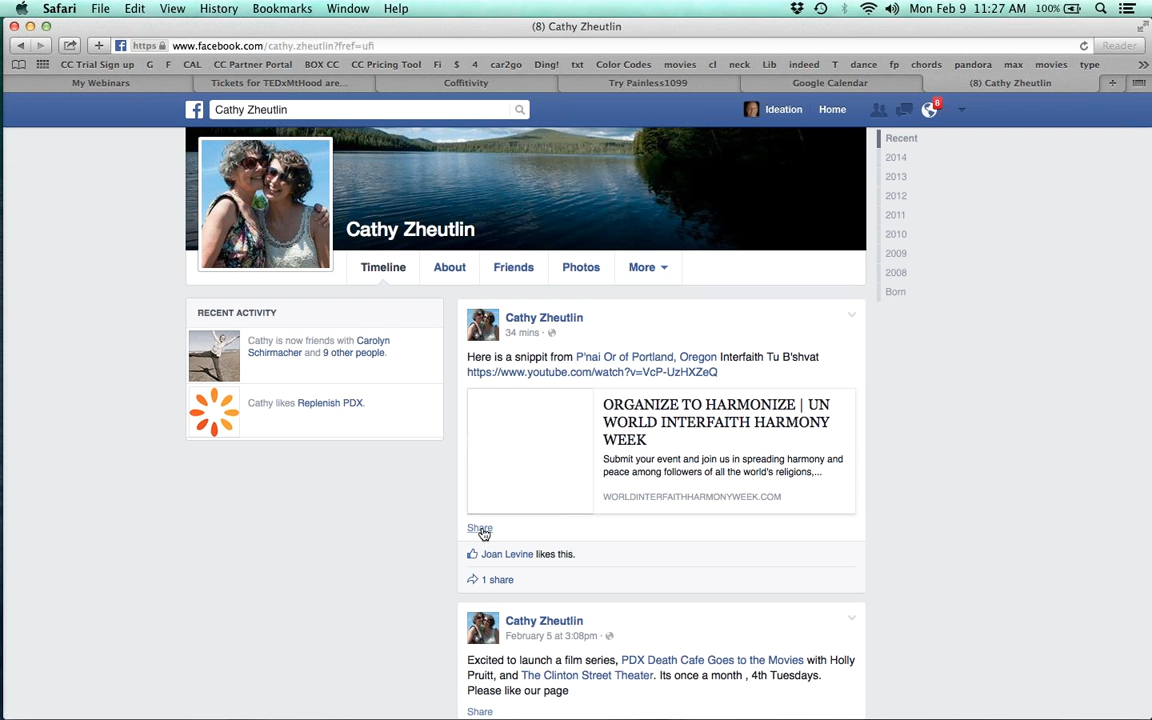 Safari File Edit View History Bookmarks Window Help Mon Feb 9 11:27 AM 100%
(8) Cathy Zheutlin
https www.facebook.com/cathy.zheutlin?fref=ufi Reader
CC Trial Sign up G F CAL CC Partner Portal BOX CC CC Pricing Tool Fi $ 4 car2go Ding! txt Color Codes movies cl neck Lib indeed T dance fp chords pandora max movies type
My Webinars Tickets for TEDxMtHood are... Coffitivity Try Painless1099 Google Calendar (8) Cathy Zheutlin
Cathy Zheutlin Ideation Home 6
Recent
2014
2013
2012
2011
2010
2009
2008
Born
Cathy Zheutlin
Timeline About Friends Photos More
RECENT ACTIVITY
Cathy is now friends with Carolyn
Schirmacher and 9 other people.
Cathy likes Replenish PDX.
Cathy Zheutlin
34 mins ·
Here is a snippit from P'nai Or of Portland, Oregon Interfaith Tu B'shvat
https://www.youtube.com/watch?v=VcP-UzHXZeQ
ORGANIZE TO HARMONIZE | UN
WORLD INTERFAITH HARMONY
WEEK
Submit your event and join us in spreading harmony and
peace among followers of all the world's religions,...
WORLDINTERFAITHHARMONYWEEK.COM
Share
Joan Levine likes this.
1 share
Cathy Zheutlin
February 5 at 3:08pm ·
Excited to launch a film series, PDX Death Cafe Goes to the Movies with Holly
Pruitt, and The Clinton Street Theater. Its once a month , 4th Tuesdays.
Please like our page
Share